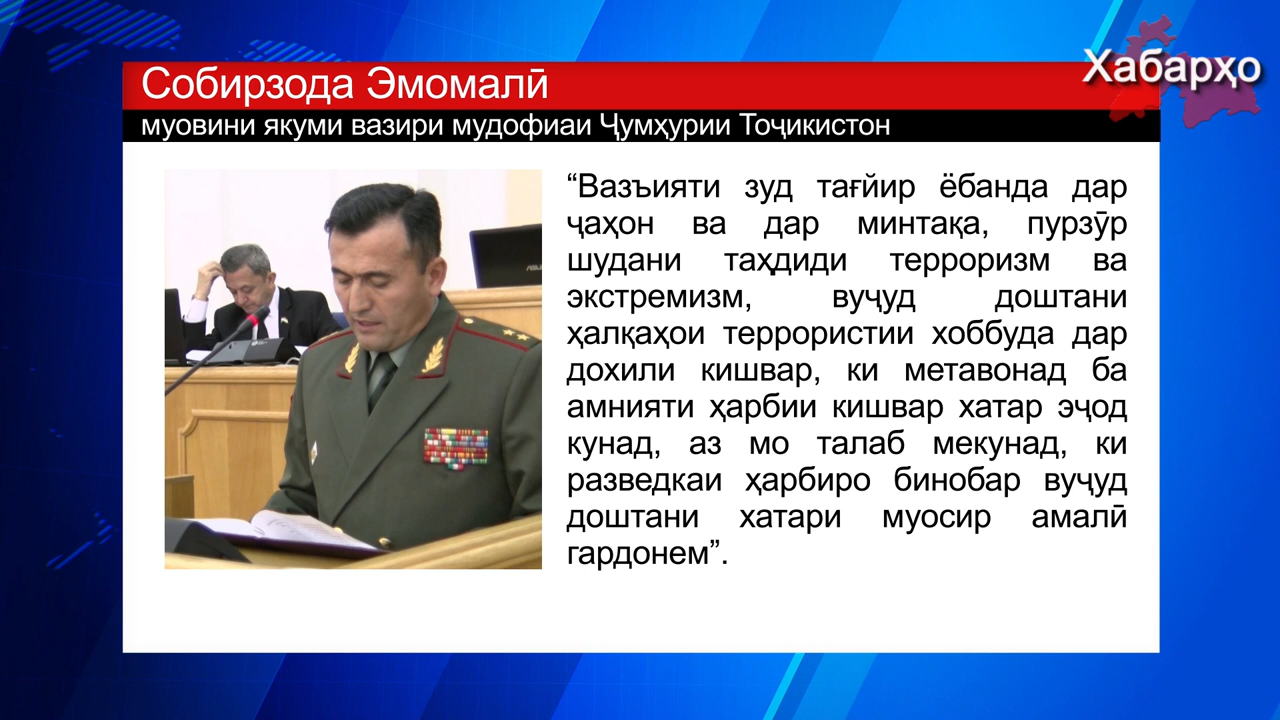 Хабарҳо
Собирзода Эмомалӣ
муовини якуми вазири мудофиаи Ҷумҳурии Тоҷикистон
“Вазъияти зуд тағйир ёбанда дар
ҷаҳон ва дар минтақа, пурзӯр
шудани таҳдиди терроризм ва
экстремизм, вуҷуд доштани
ҳалқаҳои террористии хоббуда дар
дохили кишвар, ки метавонад ба
амнияти ҳарбии кишвар хатар эҷод
кунад, аз мо талаб мекунад, ки
разведкаи ҳарбиро бинобар вуҷуд
доштани хатари муосир амалӣ
гардонем”.
ASUS